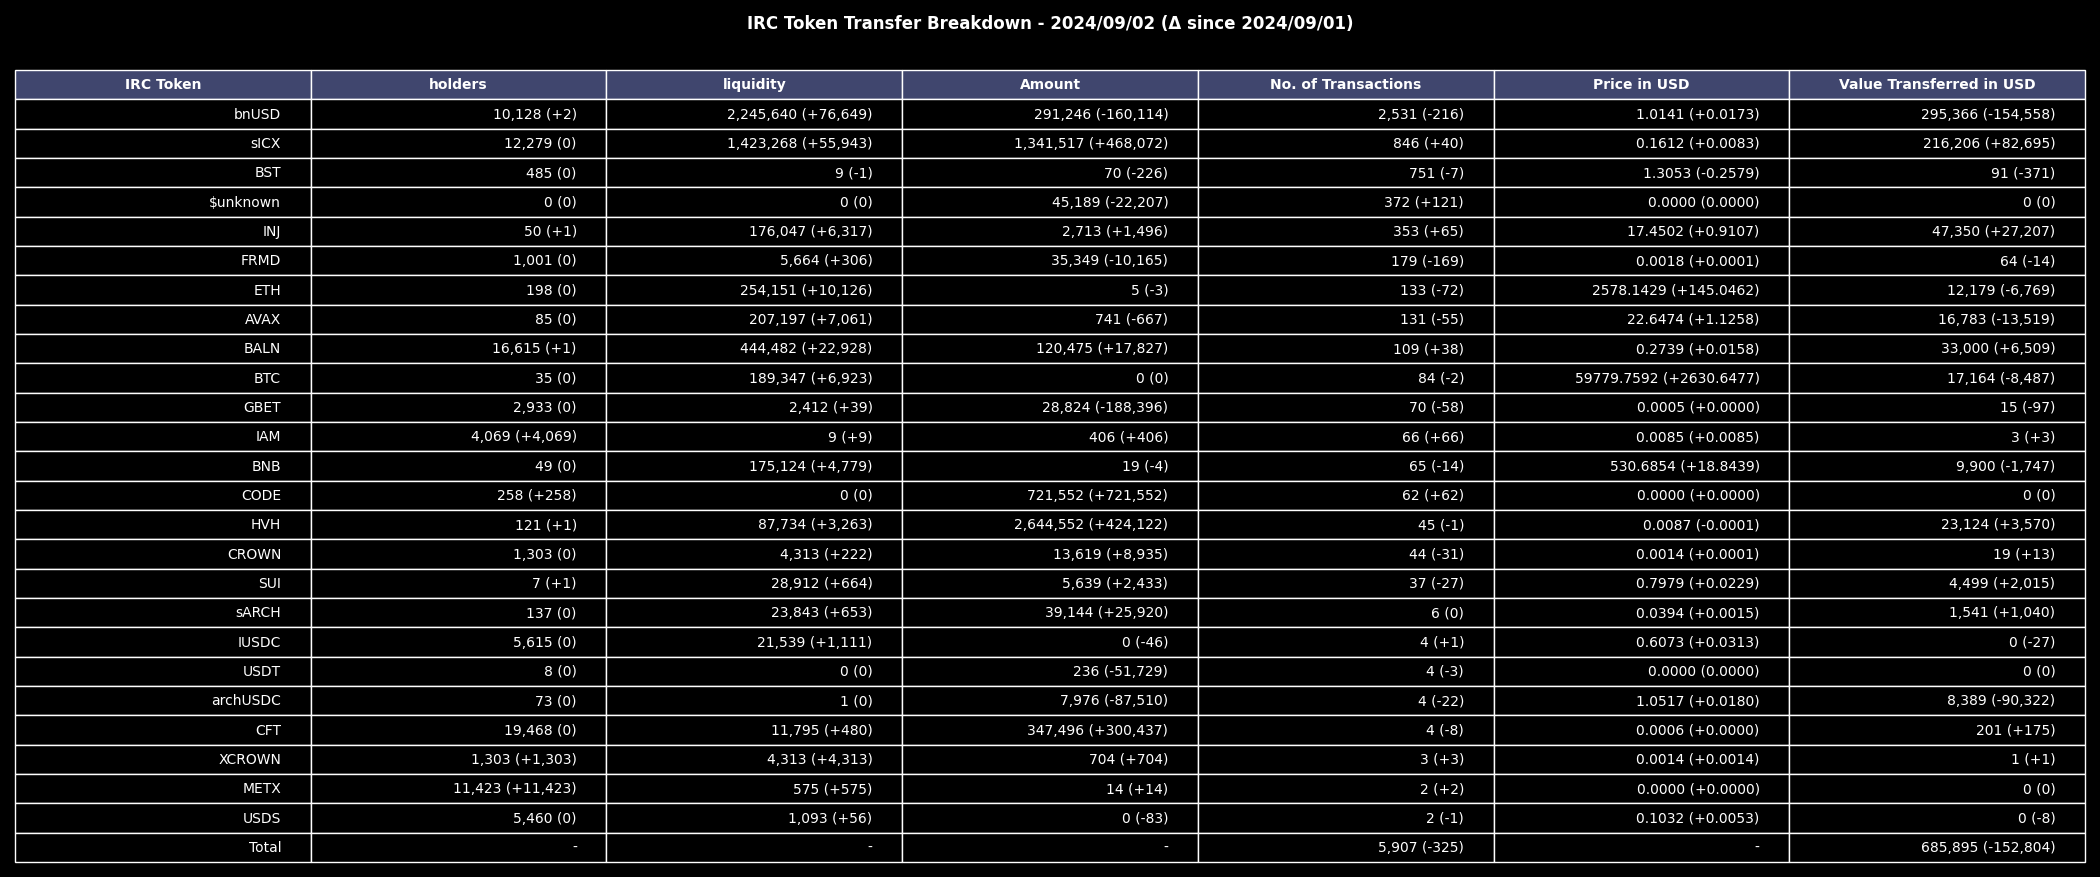 IRC Token Transfer Breakdown - 2024/09/02 (Δ since 2024/09/01)
IRC Token holders liquidity Amount No. of Transactions Price in USD Value Transferred in USD
bnUSD 10,128 (+2) 2,245,640 (+76,649) 291,246 (-160,114) 2,531 (-216) 1.0141 (+0.0173) 295,366 (-154,558)
sICX 12,279 (0) 1,423,268 (+55,943) 1,341,517 (+468,072) 846 (+40) 0.1612 (+0.0083) 216,206 (+82,695)
BST 485 (0) 9 (-1) 70 (-226) 751 (-7) 1.3053 (-0.2579) 91 (-371)
$unknown 0 (0) 0 (0) 45,189 (-22,207) 372 (+121) 0.0000 (0.0000) 0 (0)
INJ 50 (+1) 176,047 (+6,317) 2,713 (+1,496) 353 (+65) 17.4502 (+0.9107) 47,350 (+27,207)
FRMD 1,001 (0) 5,664 (+306) 35,349 (-10,165) 179 (-169) 0.0018 (+0.0001) 64 (-14)
ETH 198 (0) 254,151 (+10,126) 5 (-3) 133 (-72) 2578.1429 (+145.0462) 12,179 (-6,769)
AVAX 85 (0) 207,197 (+7,061) 741 (-667) 131 (-55) 22.6474 (+1.1258) 16,783 (-13,519)
BALN 16,615 (+1) 444,482 (+22,928) 120,475 (+17,827) 109 (+38) 0.2739 (+0.0158) 33,000 (+6,509)
BTC 35 (0) 189,347 (+6,923) 0 (0) 84 (-2) 59779.7592 (+2630.6477) 17,164 (-8,487)
GBET 2,933 (0) 2,412 (+39) 28,824 (-188,396) 70 (-58) 0.0005 (+0.0000) 15 (-97)
IAM 4,069 (+4,069) 9 (+9) 406 (+406) 66 (+66) 0.0085 (+0.0085) 3 (+3)
BNB 49 (0) 175,124 (+4,779) 19 (-4) 65 (-14) 530.6854 (+18.8439) 9,900 (-1,747)
CODE 258 (+258) 0 (0) 721,552 (+721,552) 62 (+62) 0.0000 (+0.0000) 0 (0)
HVH 121 (+1) 87,734 (+3,263) 2,644,552 (+424,122) 45 (-1) 0.0087 (-0.0001) 23,124 (+3,570)
CROWN 1,303 (0) 4,313 (+222) 13,619 (+8,935) 44 (-31) 0.0014 (+0.0001) 19 (+13)
SUI 7 (+1) 28,912 (+664) 5,639 (+2,433) 37 (-27) 0.7979 (+0.0229) 4,499 (+2,015)
sARCH 137 (0) 23,843 (+653) 39,144 (+25,920) 6 (0) 0.0394 (+0.0015) 1,541 (+1,040)
IUSDC 5,615 (0) 21,539 (+1,111) 0 (-46) 4 (+1) 0.6073 (+0.0313) 0 (-27)
USDT 8 (0) 0 (0) 236 (-51,729) 4 (-3) 0.0000 (0.0000) 0 (0)
archUSDC 73 (0) 1 (0) 7,976 (-87,510) 4 (-22) 1.0517 (+0.0180) 8,389 (-90,322)
CFT 19,468 (0) 11,795 (+480) 347,496 (+300,437) 4 (-8) 0.0006 (+0.0000) 201 (+175)
XCROWN 1,303 (+1,303) 4,313 (+4,313) 704 (+704) 3 (+3) 0.0014 (+0.0014) 1 (+1)
METX 11,423 (+11,423) 575 (+575) 14 (+14) 2 (+2) 0.0000 (+0.0000) 0 (0)
USDS 5,460 (0) 1,093 (+56) 0 (-83) 2 (-1) 0.1032 (+0.0053) 0 (-8)
Total - - - 5,907 (-325) - 685,895 (-152,804)